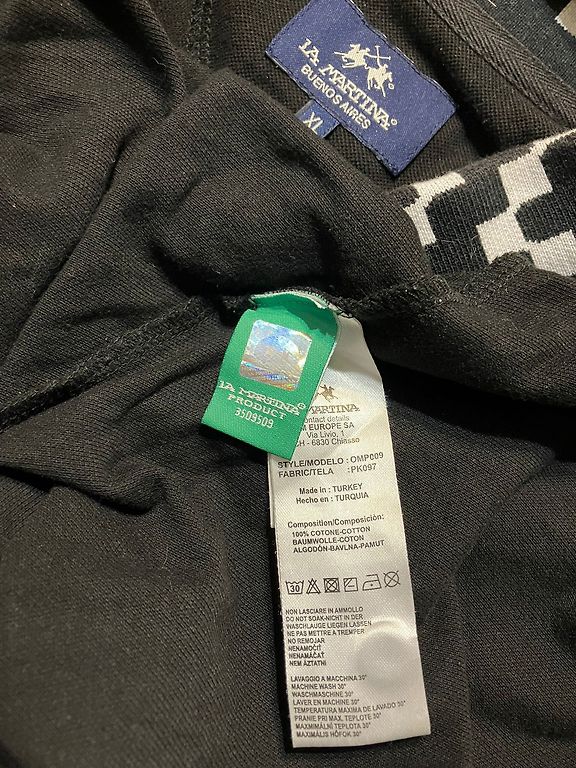 LA MARTINA®
BUENOS AIRES
XL
LA MARTINA®
PRODUCT
3509509
MARTINA
contact details
M EUROPE SA
Via Livio, 1
CH - 6830 Chiasso
STYLE/MODELO : OMP009
FABRIC/TELA :PK097
Made in : TURKEY
Hecho en : TURQUIA
Composition/Composición:
100% COTONE-COTTON
BAUMWOLLE-COTON
ALGODÓN-BAVLNA-PAMUT
30
NON LASCIARE IN AMMOLLO
DO NOT SOAK-NICHT IN DER
WASCHLAUGE LIEGEN LASSEN
NE PAS METTRE A TREMPER
NO REMOJAR
NENAMOČIŤ
NENAMÁČAT
NEM ÁZTATNI
LAVAGGIO A MACCHINA 30°
MACHINE WASH 30°
WASCHMASCHINE 30°
LAVER EN MACHINE 30°
TEMPERATURA MAXIMA DE LAVADO 30°
PRANIE PRI MAX. TEPLOTE 30°
MAXMIMÁLNI TEPLOTA 30°
MAXIMÁLIS HŐFOK 30°